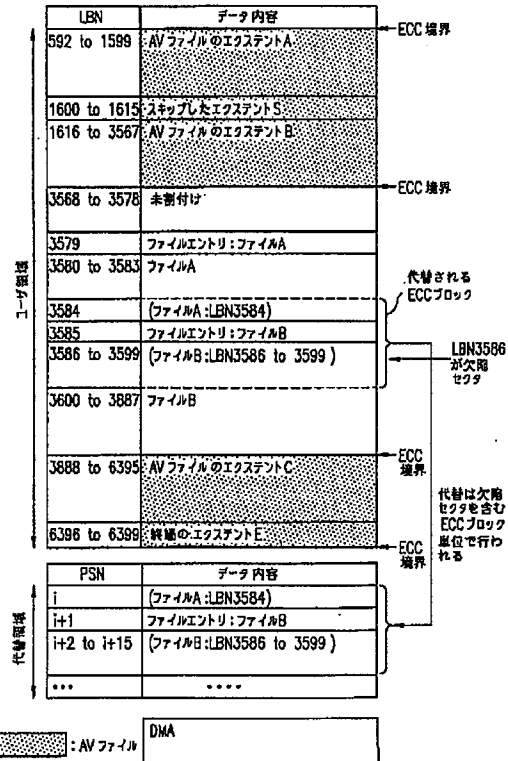 LBN データ内容
592 to 1599 AVファイルのエクステントA
ECC 境界
1600 to 1615 スキップしたエクステントS
1616 to 3567 AVファイルのエクステントB
ECC 境界
3568 to 3578 未割付け
3579 ファイルエントリ:ファイルA
3580 to 3583 ファイルA
代替される
ECCブロック
3584 (ファイルA:LBN3584)
3585 ファイルエントリ:ファイルB
3586 to 3599 (ファイルB:LBN3586 to 3599)
LBN3586
が欠陥
セクタ
3600 to 3887 ファイルB
ECC
境界
3888 to 6395 AVファイルのエクステントC
6396 to 6399 終端のエクステントE
ECC
境界
ユーザ領域
代替は欠陥
セクタを含む
ECCブロック
単位で行わ
れる
PSN データ内容
i (ファイルA:LBN3584)
i+1 ファイルエントリ:ファイルB
i+2 to i+15 (ファイルB:LBN3586 to 3599)
... ....
代替領域
:AVファイル
DMA